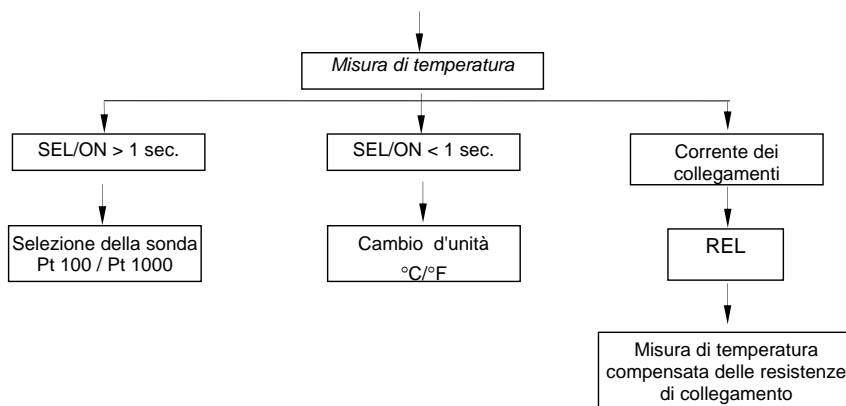 Misura di temperatura
SEL/ON > 1 sec.
SEL/ON < 1 sec.
Corrente dei
collegamenti
Selezione della sonda
Pt 100 / Pt 1000
Cambio d'unità
°C/°F
REL
Misura di temperatura
compensata delle resistenze
di collegamento